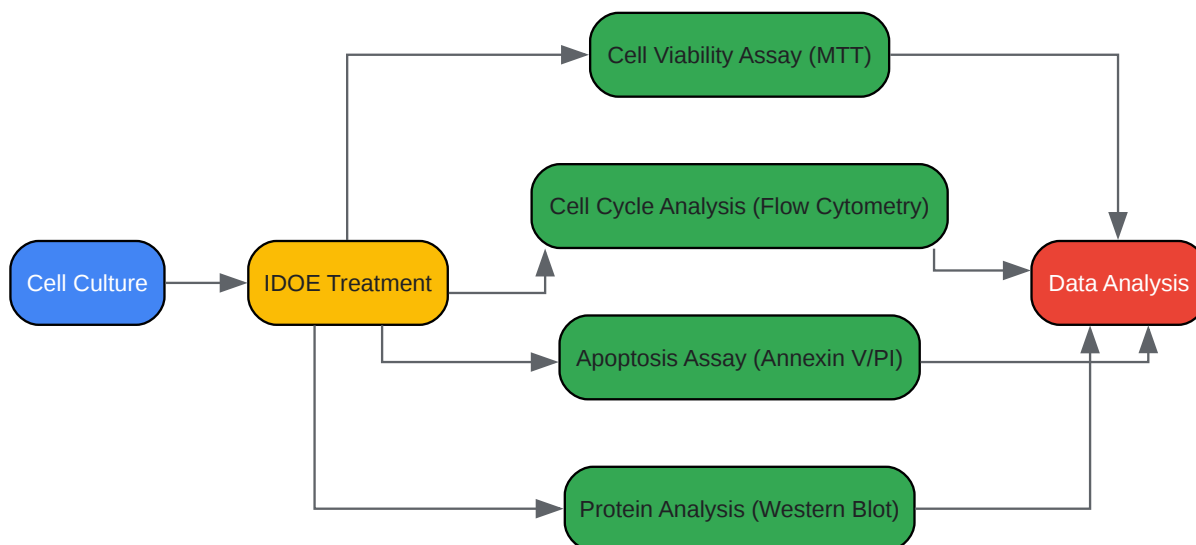 Cell Viability Assay (MTT)
Cell Cycle Analysis (Flow Cytometry)
Cell Culture
IDOE Treatment
Data Analysis
Apoptosis Assay (Annexin V/PI)
Protein Analysis (Western Blot)